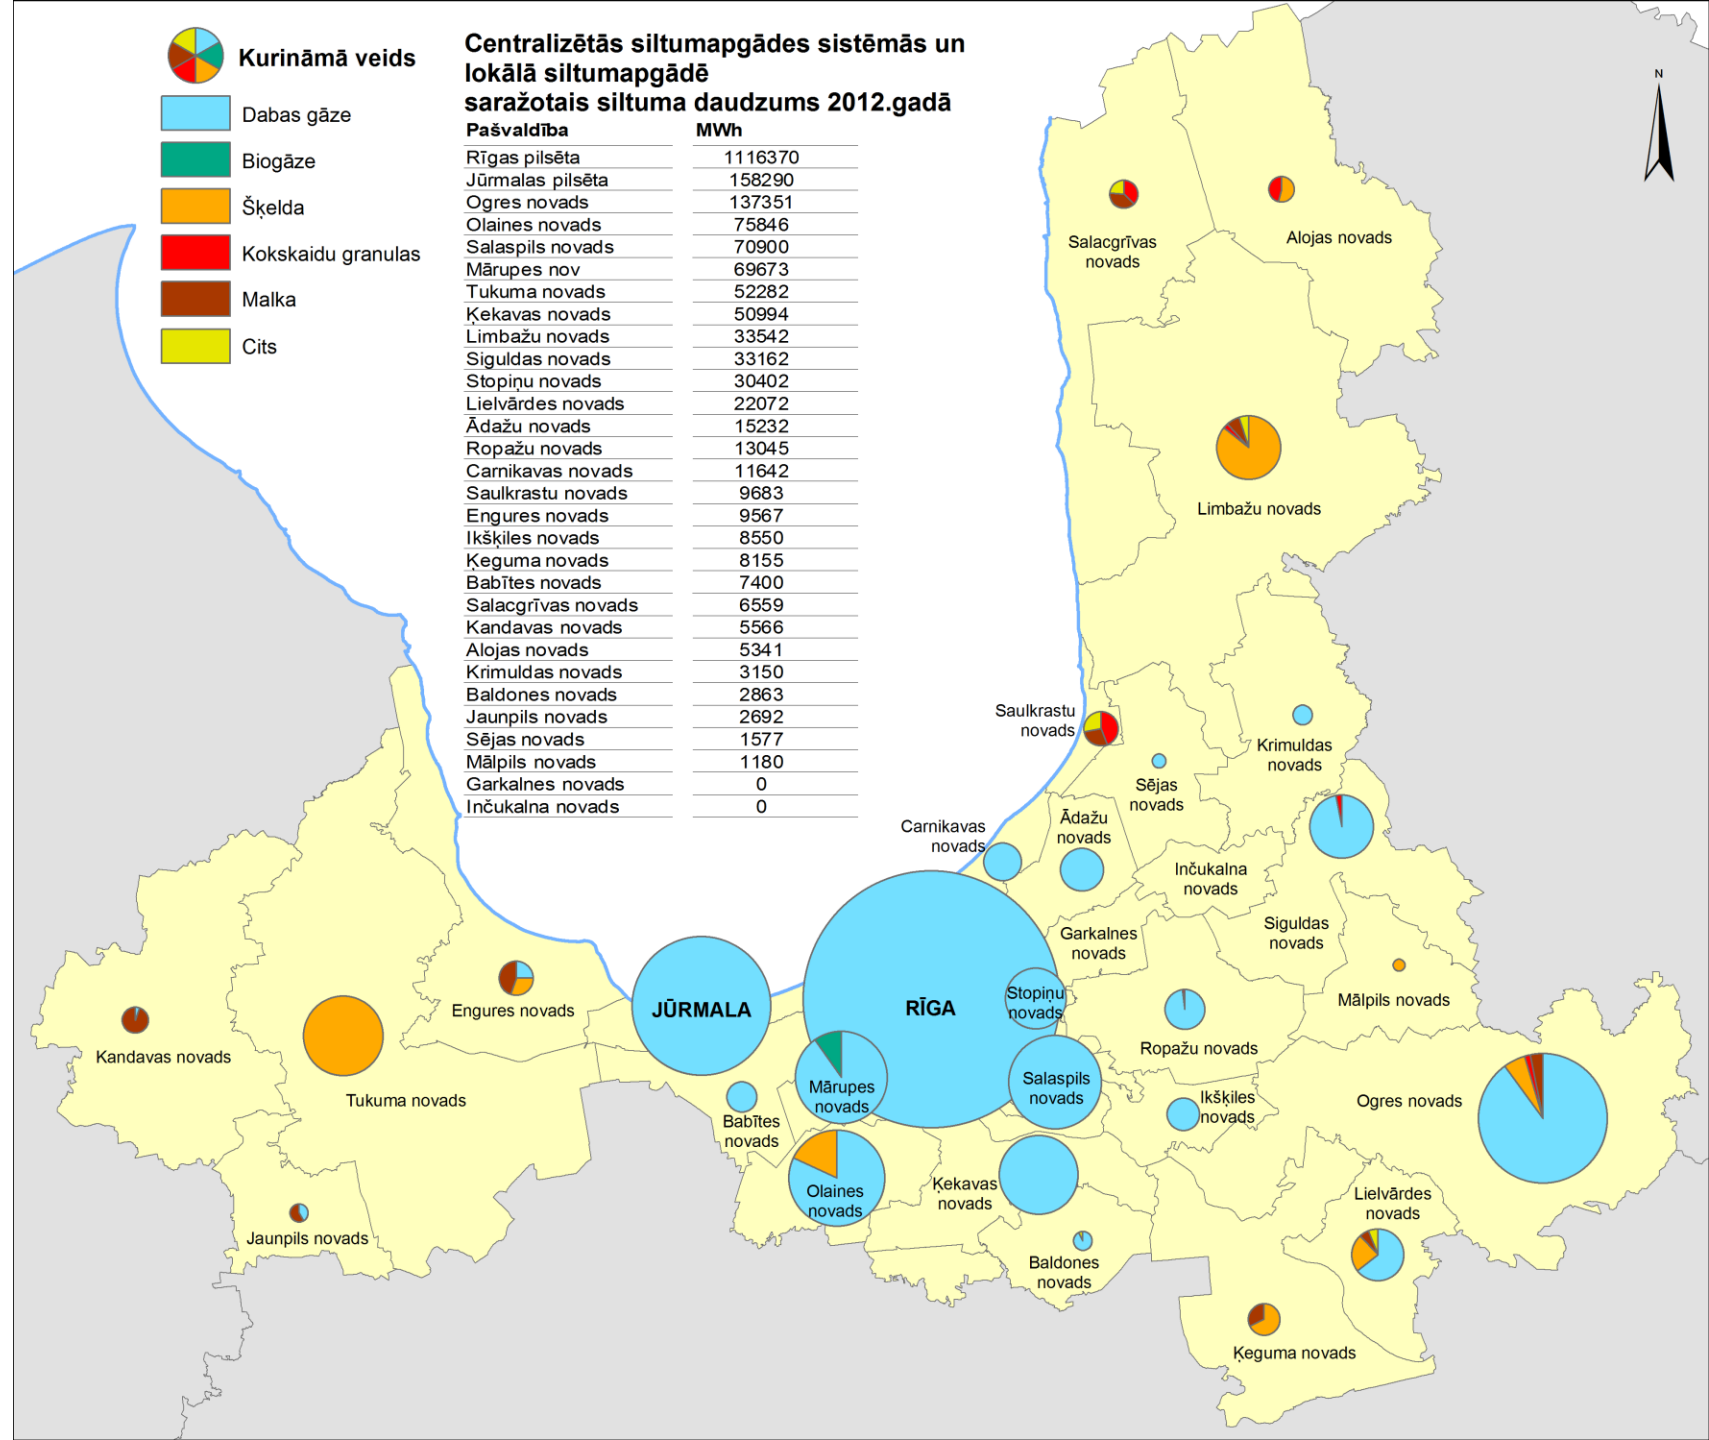 Kurināmā veids
Dabas gāze
Biogāze
Šķelda
Kokskaidu granulas
Malka
Cits
Centralizētās siltumapgādes sistēmās un
lokālā siltumapgādē
saražotais siltuma daudzums 2012.gadā
Pašvaldība MWh
Rīgas pilsēta 1116370
Jūrmalas pilsēta 158290
Ogres novads 137351
Olaines novads 75846
Salaspils novads 70900
Mārupes nov 69673
Tukuma novads 52282
Ķekavas novads 50994
Limbažu novads 33542
Siguldas novads 33162
Stopiņu novads 30402
Lielvārdes novads 22072
Ādažu novads 15232
Ropažu novads 13045
Carnikavas novads 11642
Saulkrastu novads 9683
Engures novads 9567
Ikšķiles novads 8550
Ķeguma novads 8155
Babītes novads 7400
Salacgrīvas novads 6559
Kandavas novads 5566
Alojas novads 5341
Krimuldas novads 3150
Baldones novads 2863
Jaunpils novads 2692
Sējas novads 1577
Mālpils novads 1180
Garkalnes novads 0
Inčukalna novads 0
N
Salacgrīvas
novads
Alojas novads
Limbažu novads
Saulkrastu
novads
Krimuldas
novads
Sējas
novads
Ādažu
novads
Carnikavas
novads
Inčukalna
novads
Siguldas
novads
Garkalnes
novads
Mālpils novads
Stopiņu
novads
RĪGA
JŪRMALA
Engures novads
Kandavas novads
Tukuma novads
Ropažu novads
Mārupes
novads
Salaspils
novads
Ikšķiles
novads
Ogres novads
Babītes
novads
Olaines
novads
Ķekavas
novads
Lielvārdes
novads
Jaunpils novads
Baldones
novads
Ķeguma novads